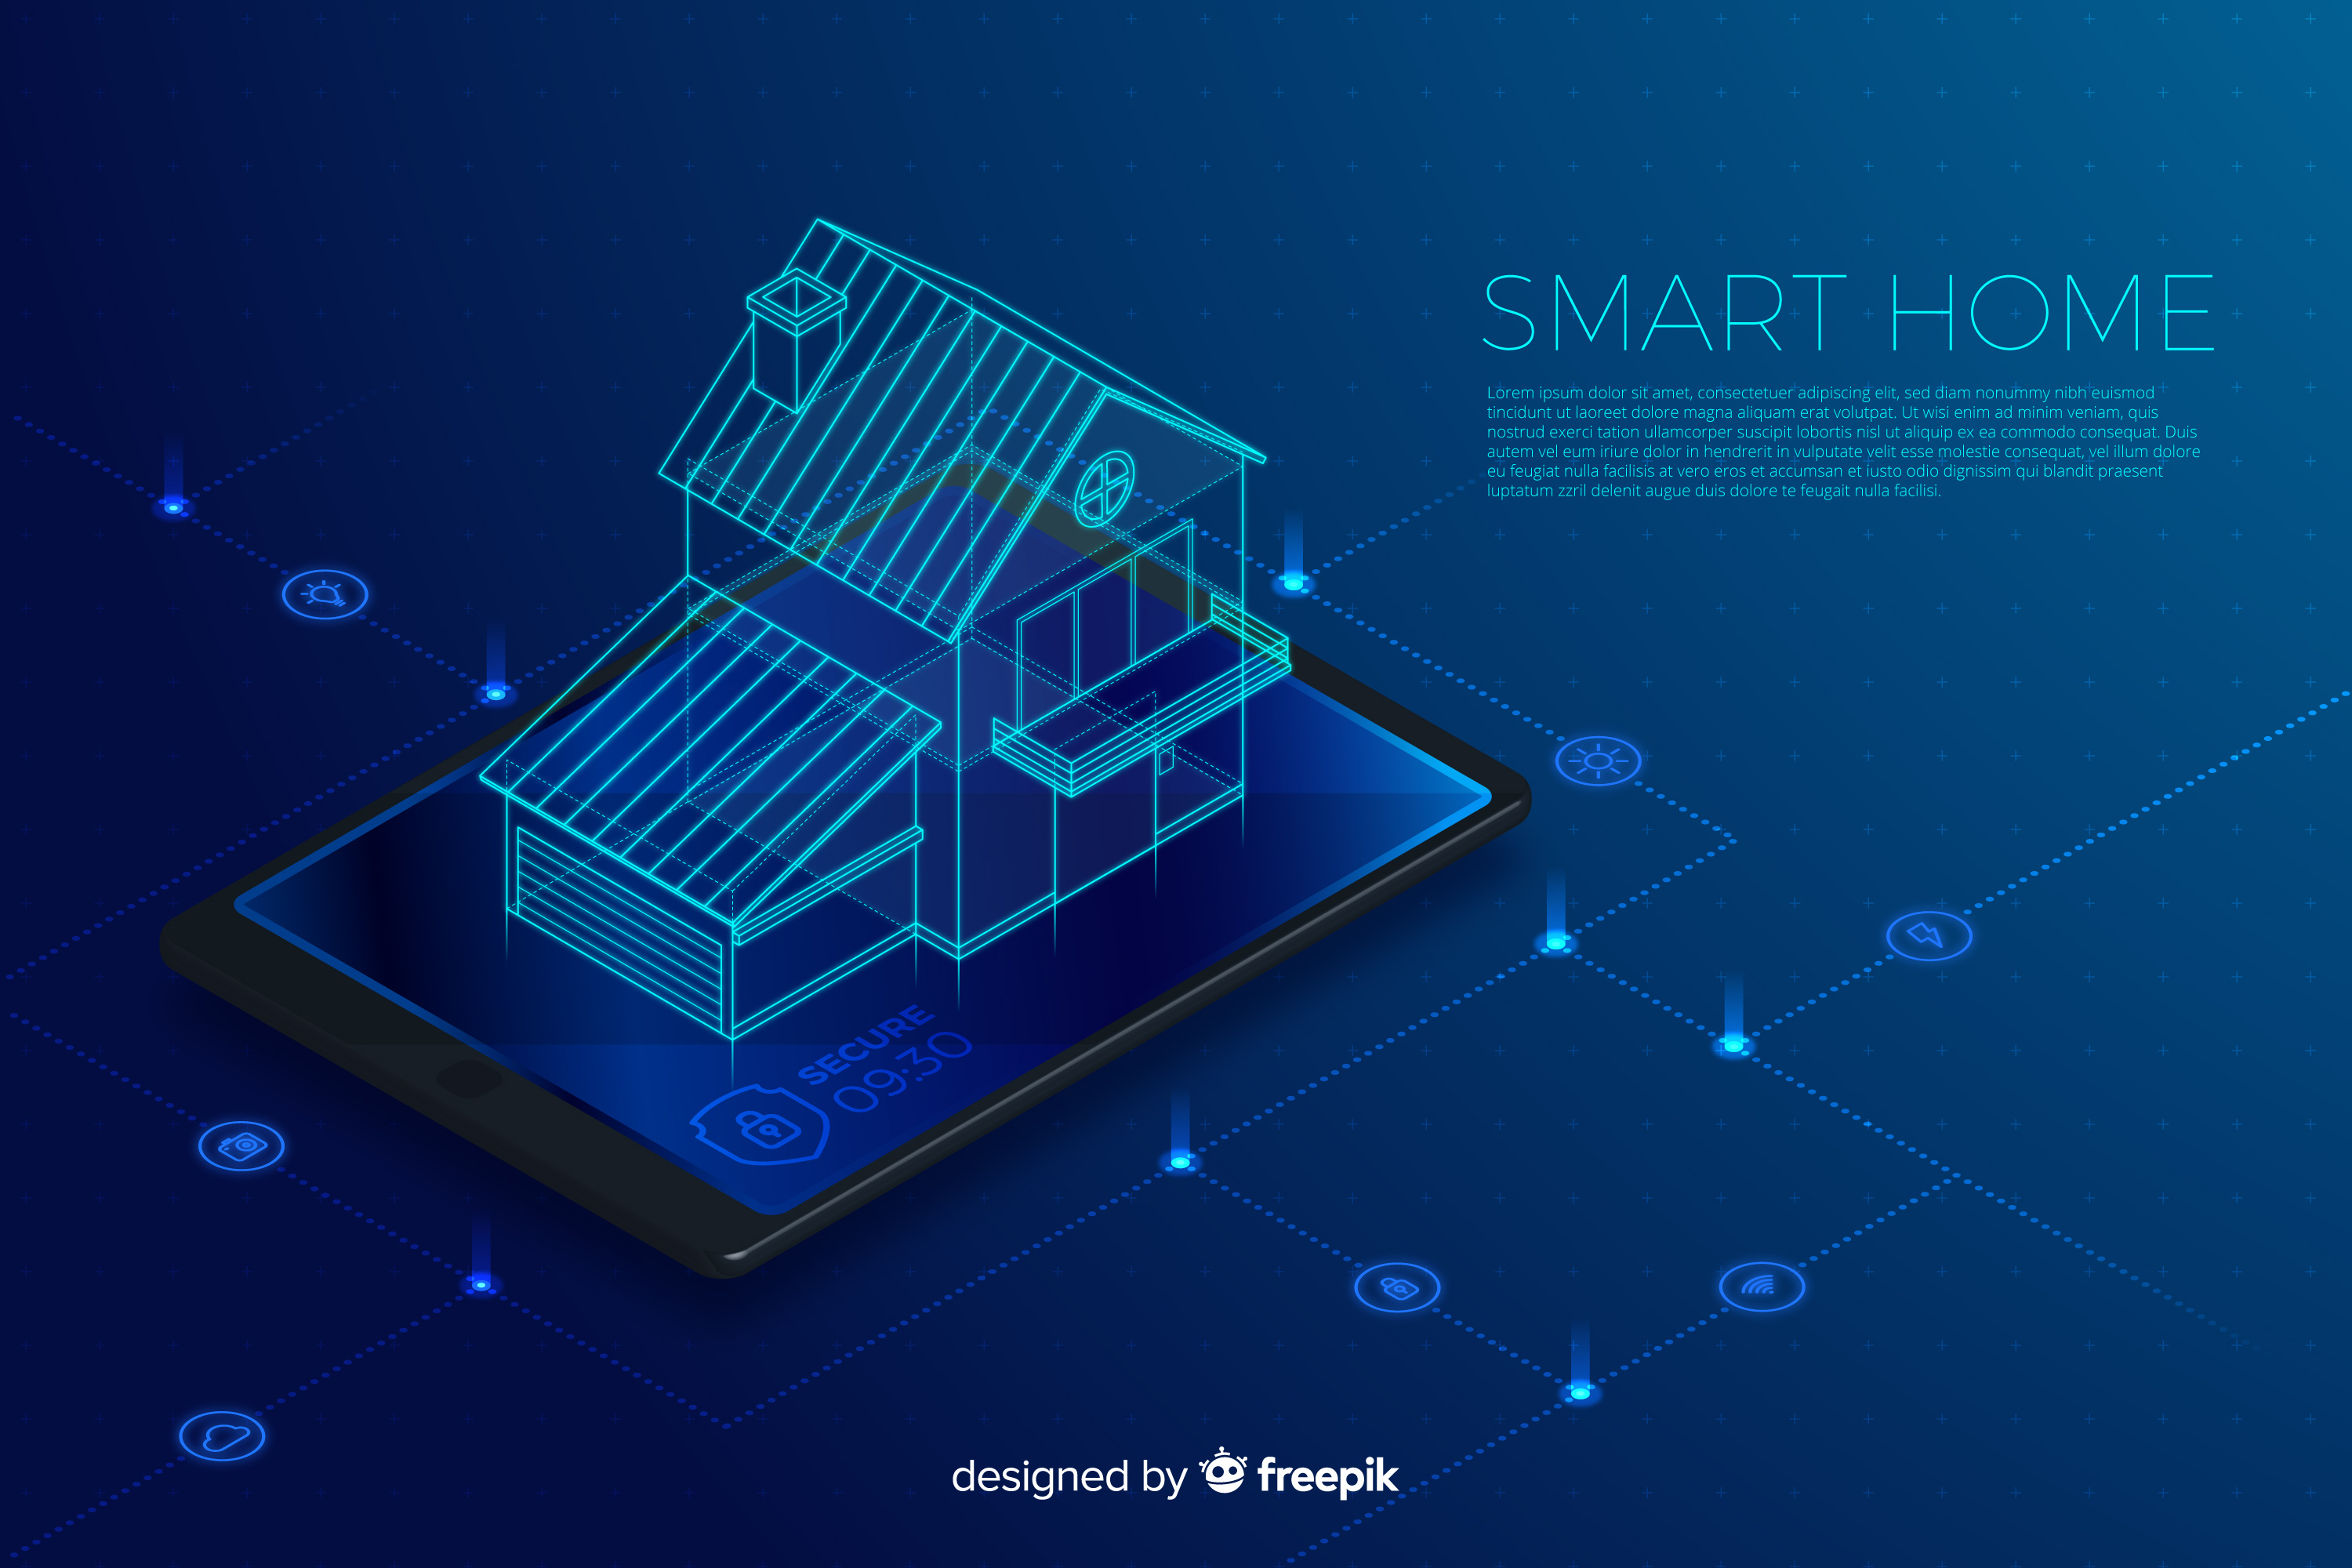 SMART HOME
Lorem ipsum dolor sit amet, consectetuer adipiscing elit, sed diam nonummy nibh euismod
tincidunt ut laoreet dolore magna aliquam erat volutpat. Ut wisi enim ad minim veniam, quis
nostrud exerci tation ullamcorper suscipit lobortis nisl ut aliquip ex ea commodo consequat. Duis
autem vel eum iriure dolor in hendrerit in vulputate velit esse molestie consequat, vel illum dolore
eu feugiat nulla facilisis at vero eros et accumsan et iusto odio dignissim qui blandit praesent
luptatum zzril delenit augue duis dolore te feugait nulla facilisi.
SECURE
09:30
designed by freepik